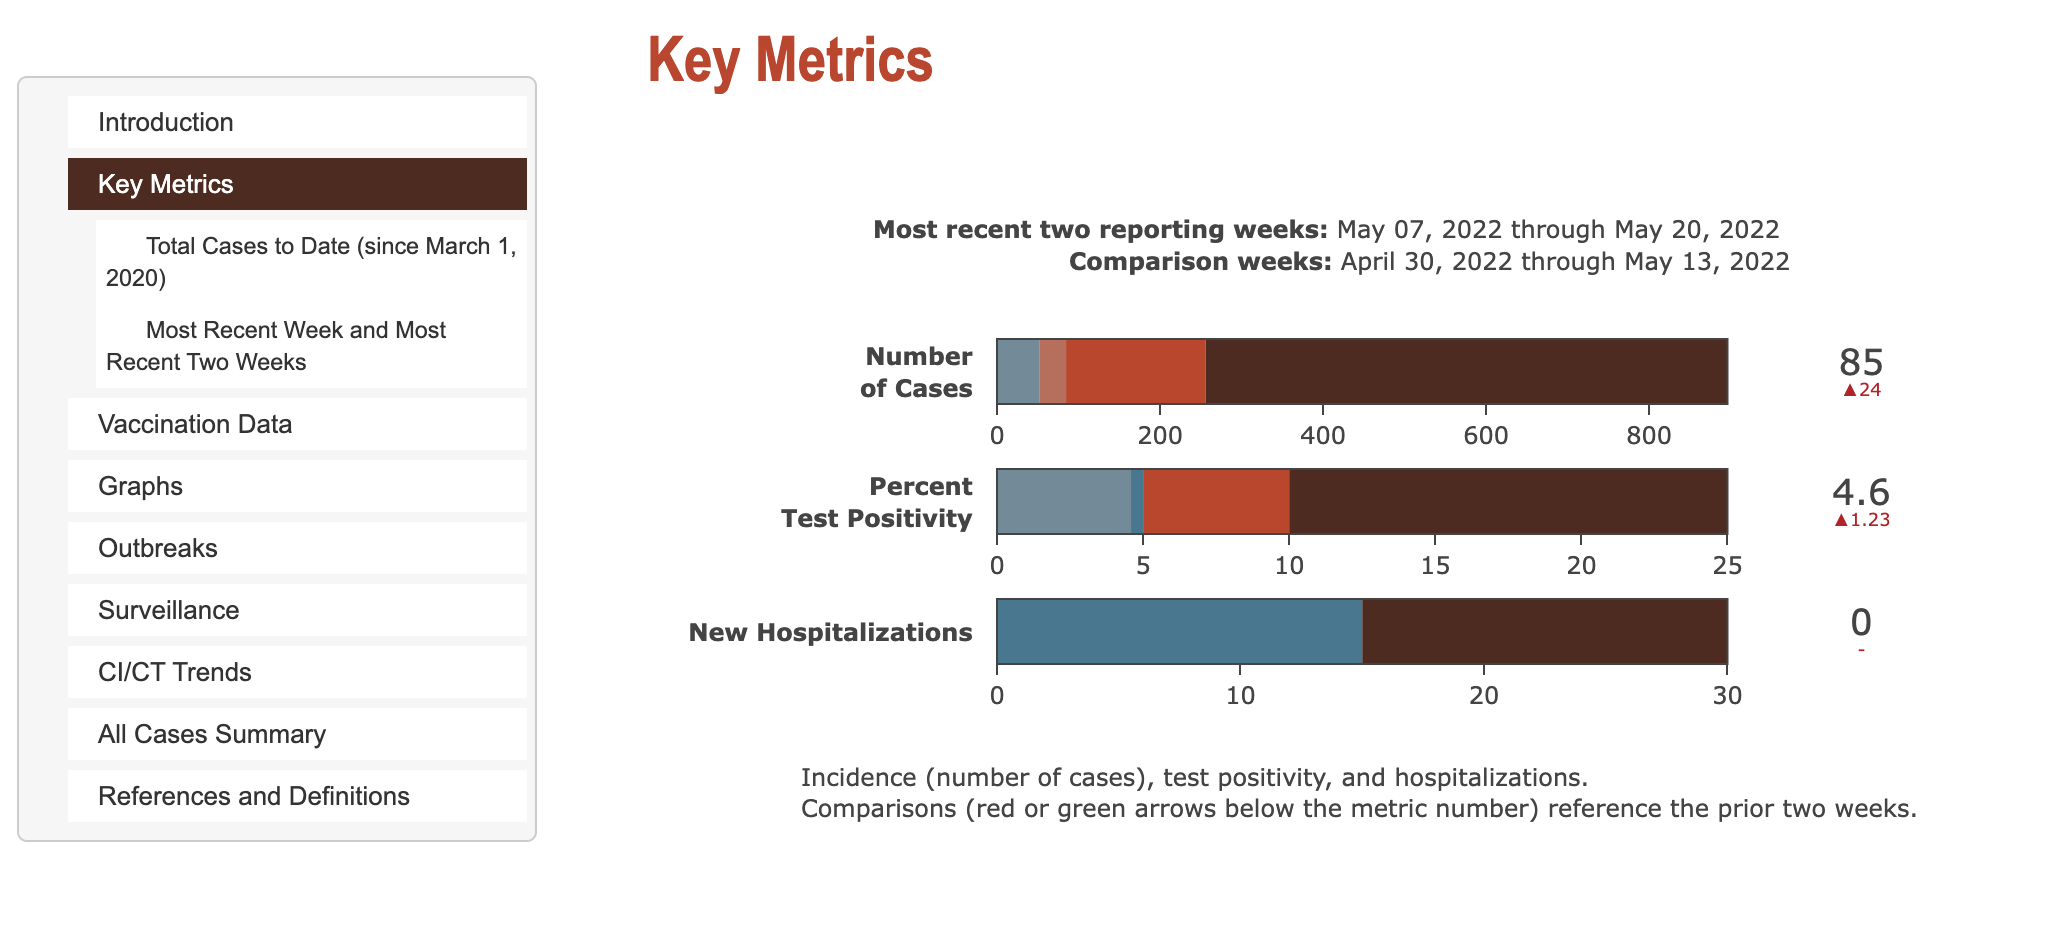 Key Metrics
Introduction
Key Metrics
Total Cases to Date (since March 1,
2020)
Most Recent Week and Most
Recent Two Weeks
Vaccination Data
Graphs
Outbreaks
Surveillance
CI/CT Trends
All Cases Summary
References and Definitions
Most recent two reporting weeks: May 07, 2022 through May 20, 2022
Comparison weeks: April 30, 2022 through May 13, 2022
Number
of Cases
85
▲24
0 200 400 600 800
Percent
Test Positivity
4.6
▲1.23
0 5 10 15 20 25
New Hospitalizations
0
-
0 10 20 30
Incidence (number of cases), test positivity, and hospitalizations.
Comparisons (red or green arrows below the metric number) reference the prior two weeks.